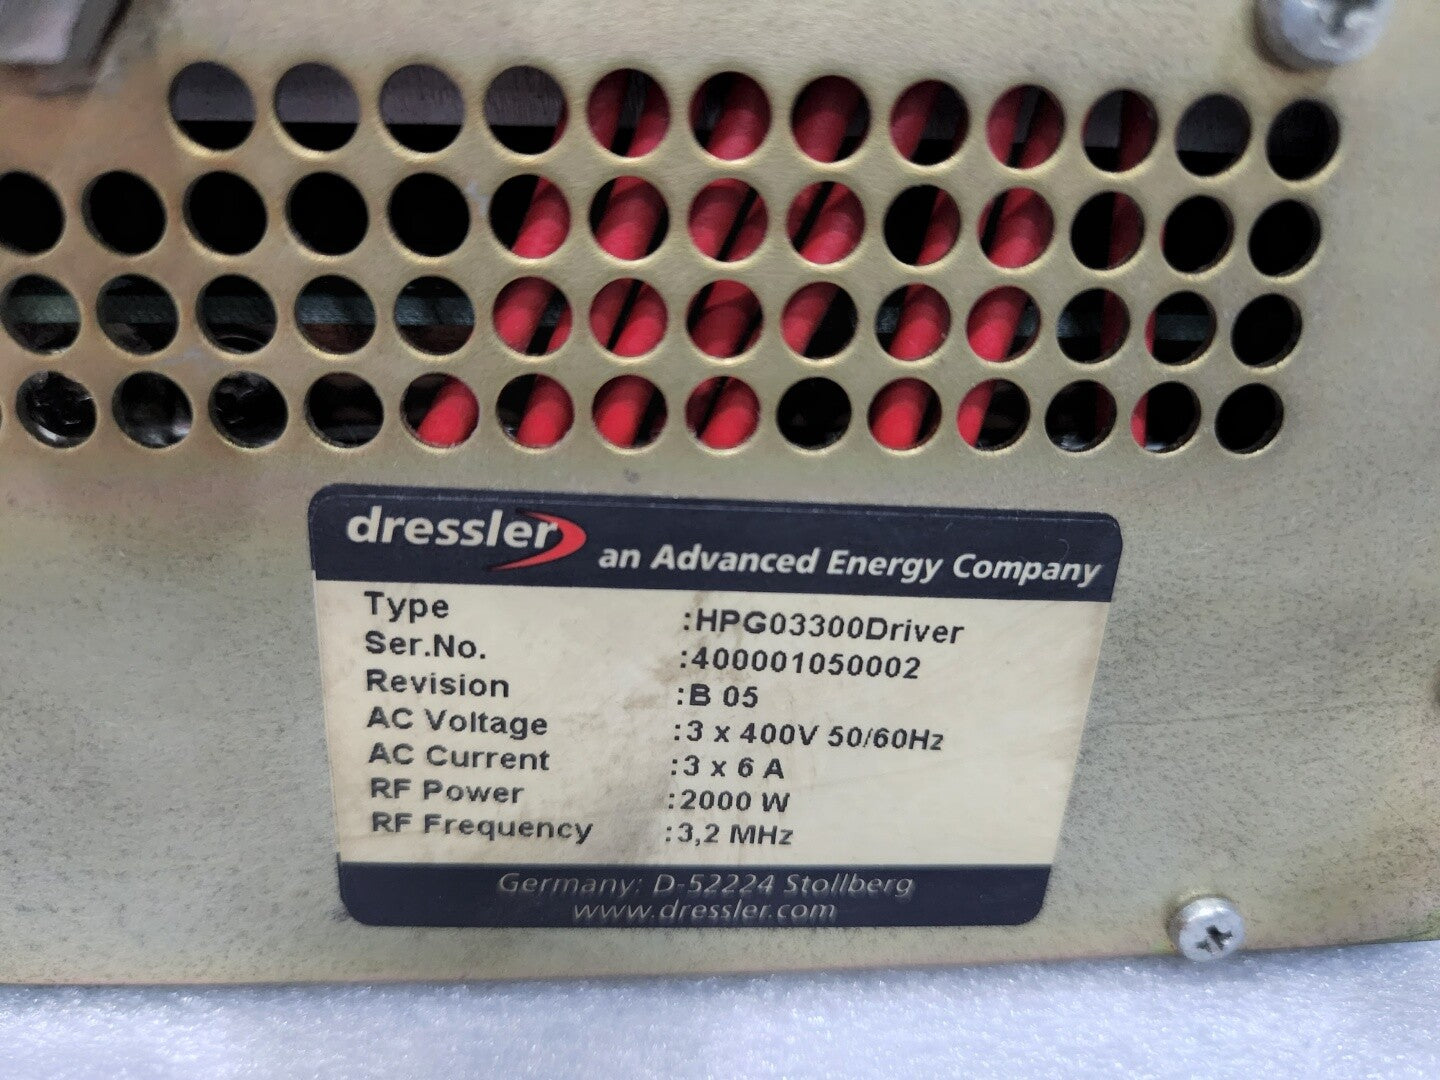 dressler
an Advanced Energy Company
Type :HPG03300Driver
Ser.No. :400001050002
Revision :B 05
AC Voltage :3 x 400V 50/60Hz
AC Current :3 x 6 A
RF Power :2000 W
RF Frequency :3,2 MHz
Germany: D-52224 Stollberg
www.dressler.com